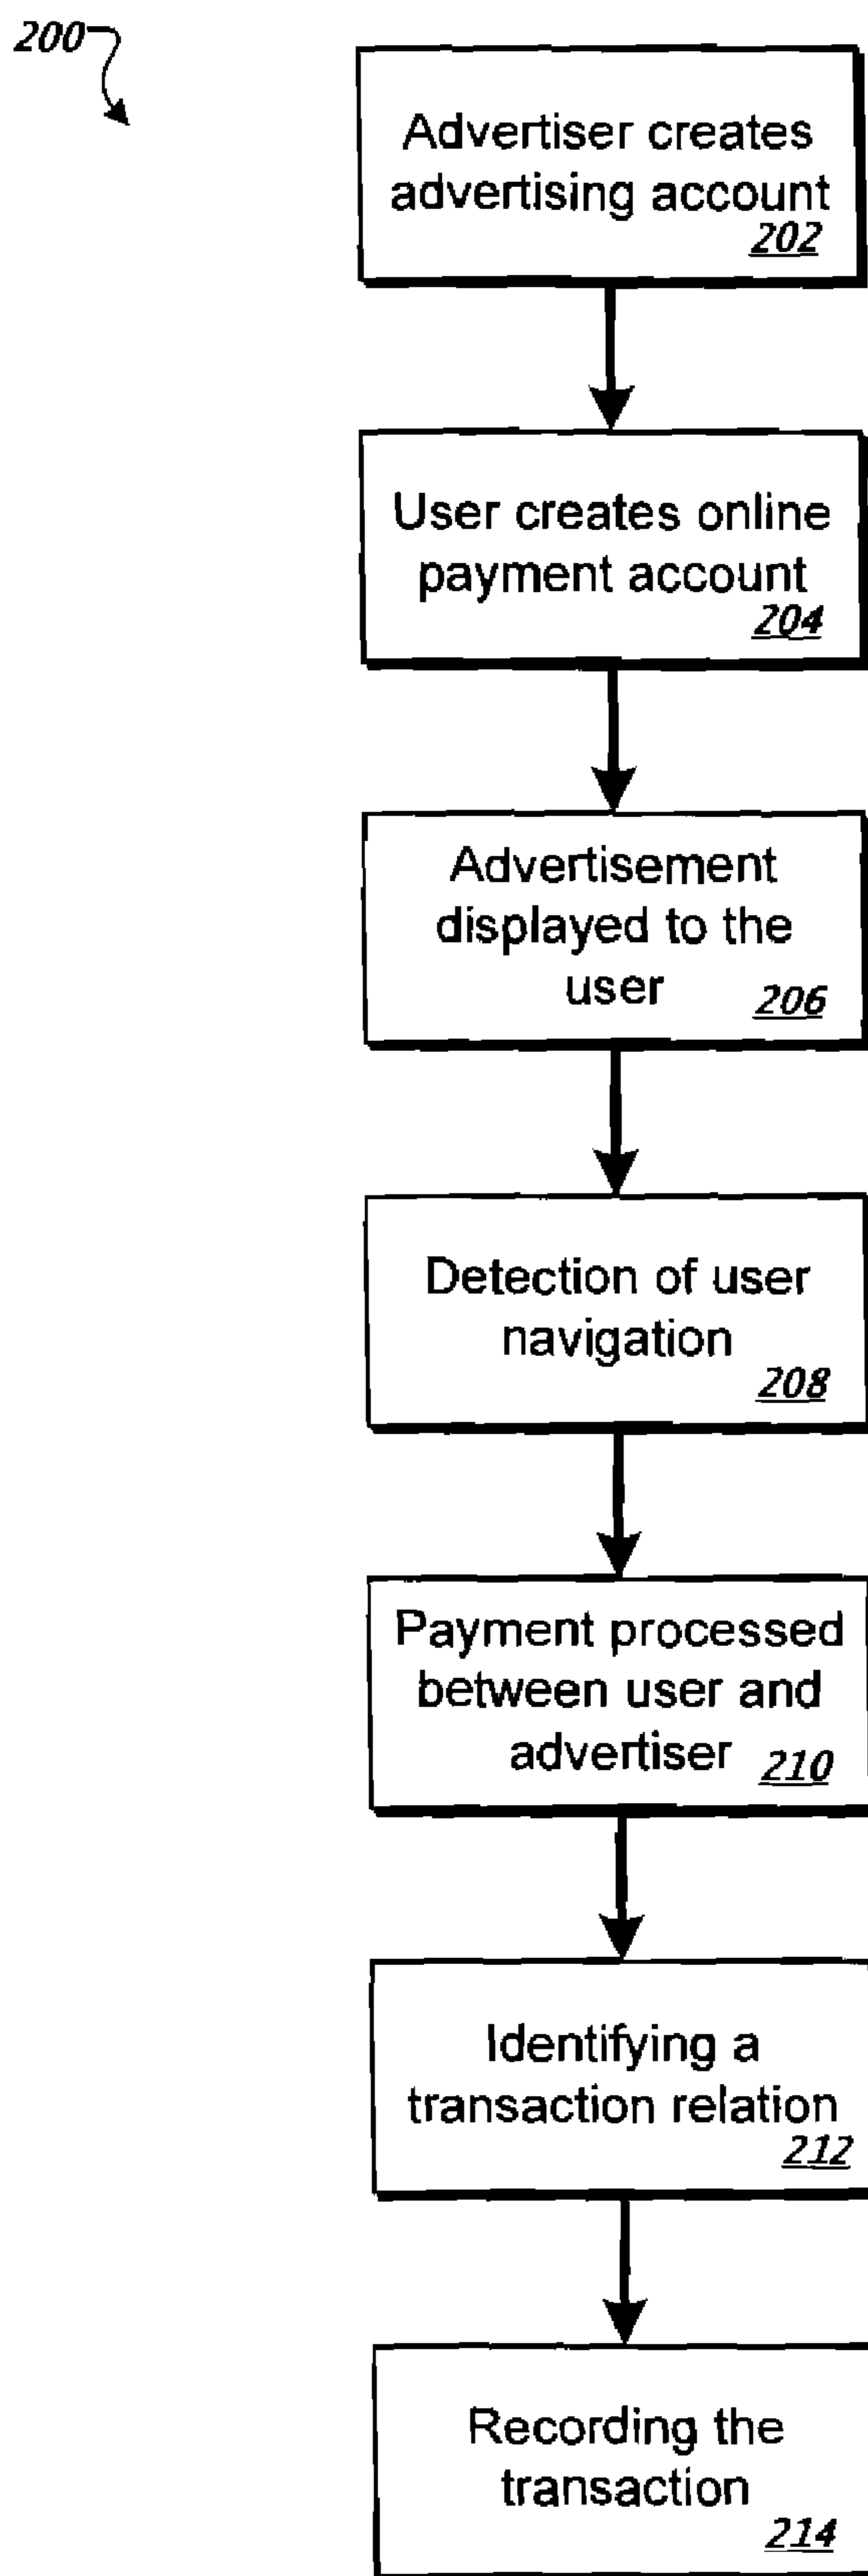 200
Advertiser creates
advertising account
202
User creates online
payment account
204
Advertisement
displayed to the
user 206
Detection of user
navigation
208
Payment processed
between user and
advertiser 210
Identifying a
transaction relation
212
Recording the
transaction
214